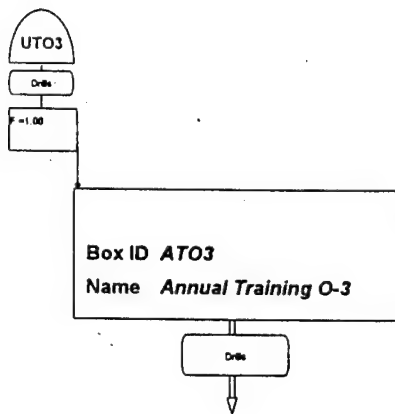 UTO3
Drills
F =1.00
Box ID ATO3
Name Annual Training O-3
Drills